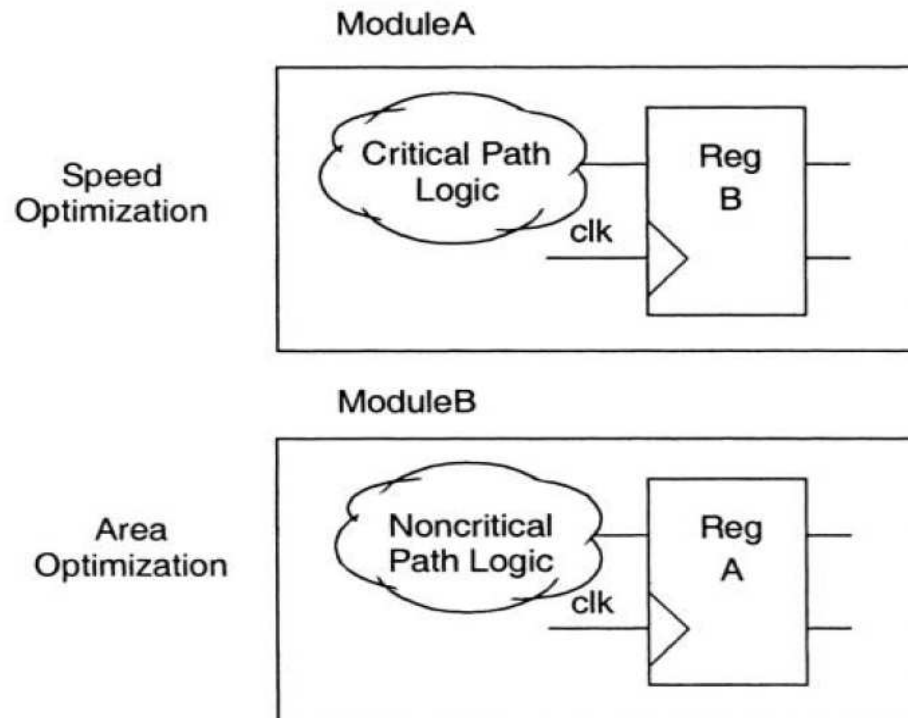 ModuleA
Speed
Optimization
Critical Path
Logic
clk
Reg
B
ModuleB
Area
Optimization
Noncritical
Path Logic
clk
Reg
A